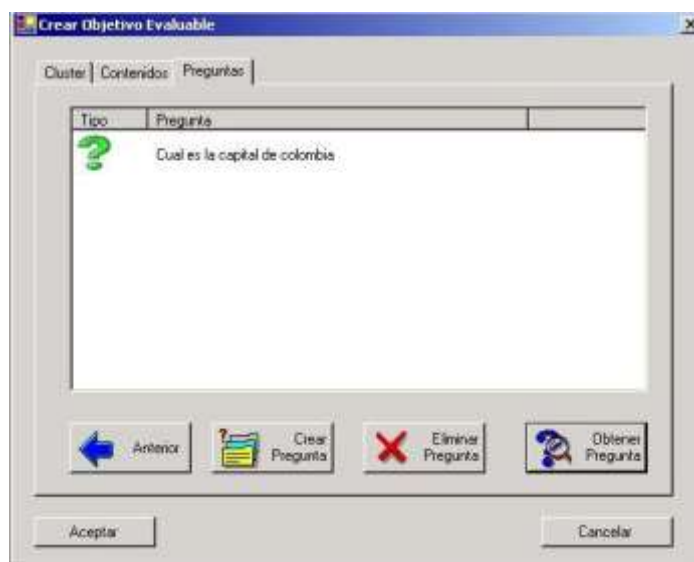 Crear Objetivo Evaluable
Cluster Contenidos Preguntas
Tipo Pregunta
Cual es la capital de colombia
Anterior
Crear
Pregunta
Eliminar
Pregunta
Obtener
Pregunta
Aceptar Cancelar